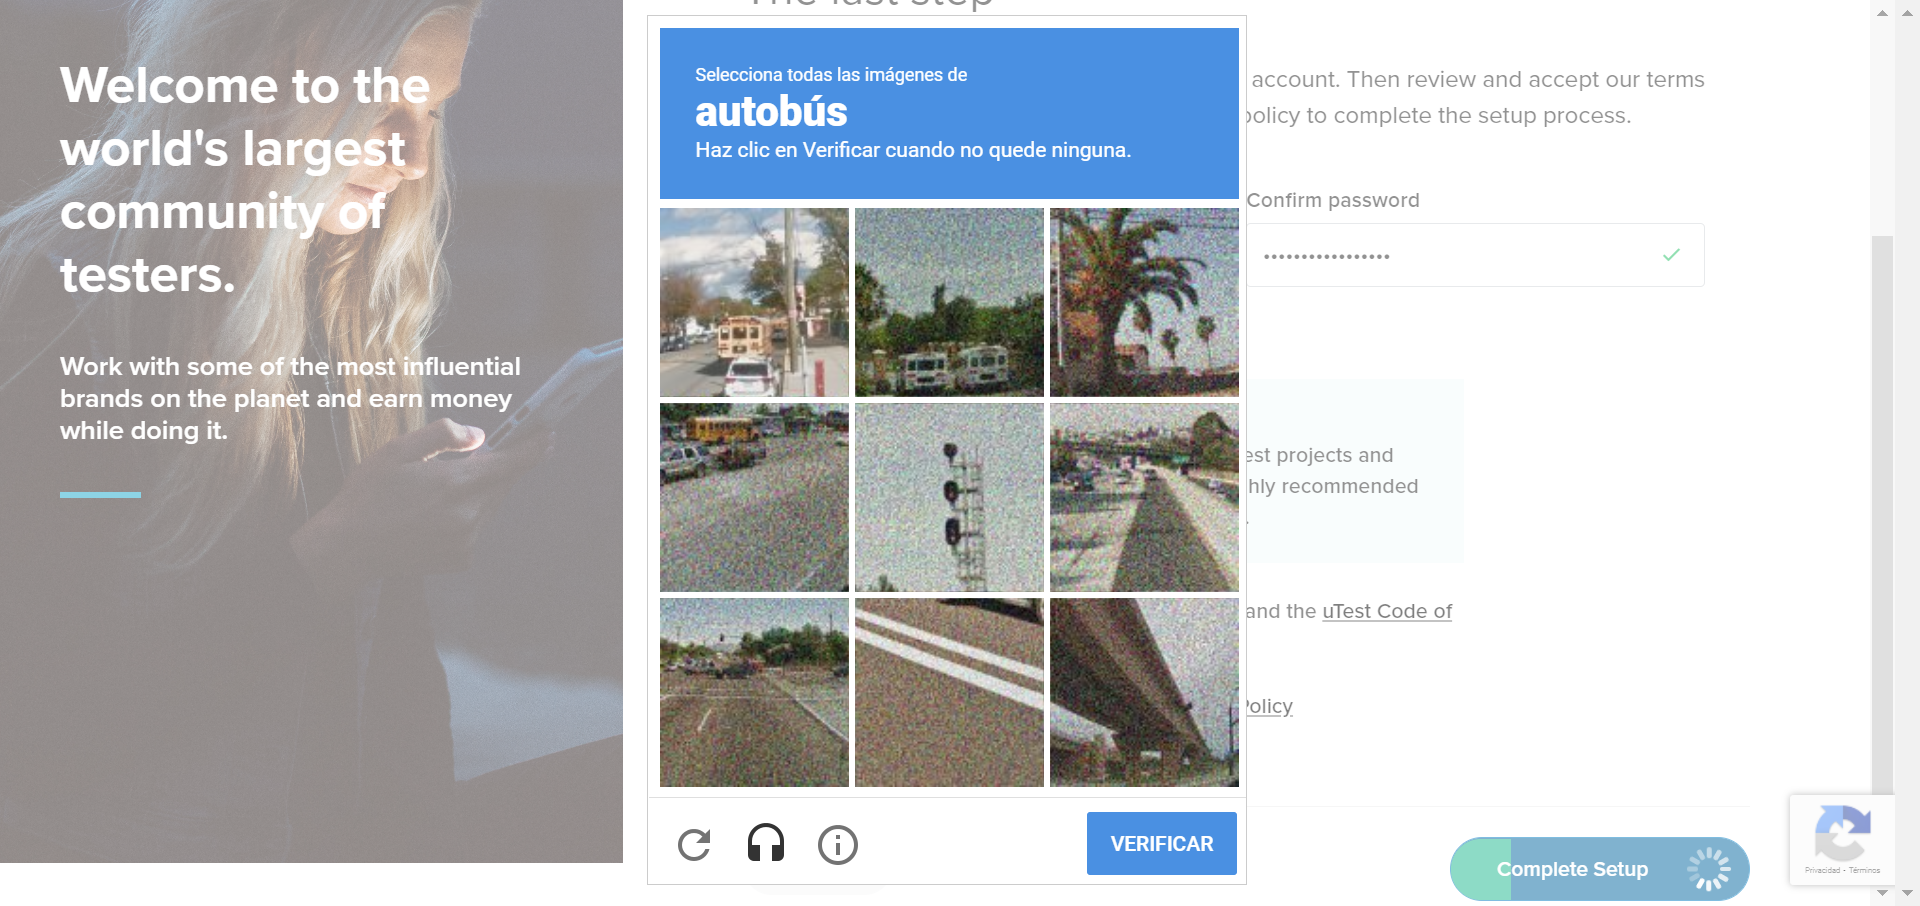 The last step
Welcome to the
world's largest
community of
testers.
Work with some of the most influential
brands on the planet and earn money
while doing it.
Selecciona todas las imágenes de
autobús
Haz clic en Verificar cuando no quede ninguna.
VERIFICAR
account. Then review and accept our terms
policy to complete the setup process.
Confirm password
•••••••••••••••••
est projects and
hly recommended
and the uTest Code of
Policy
Complete Setup
Privacidad - Términos